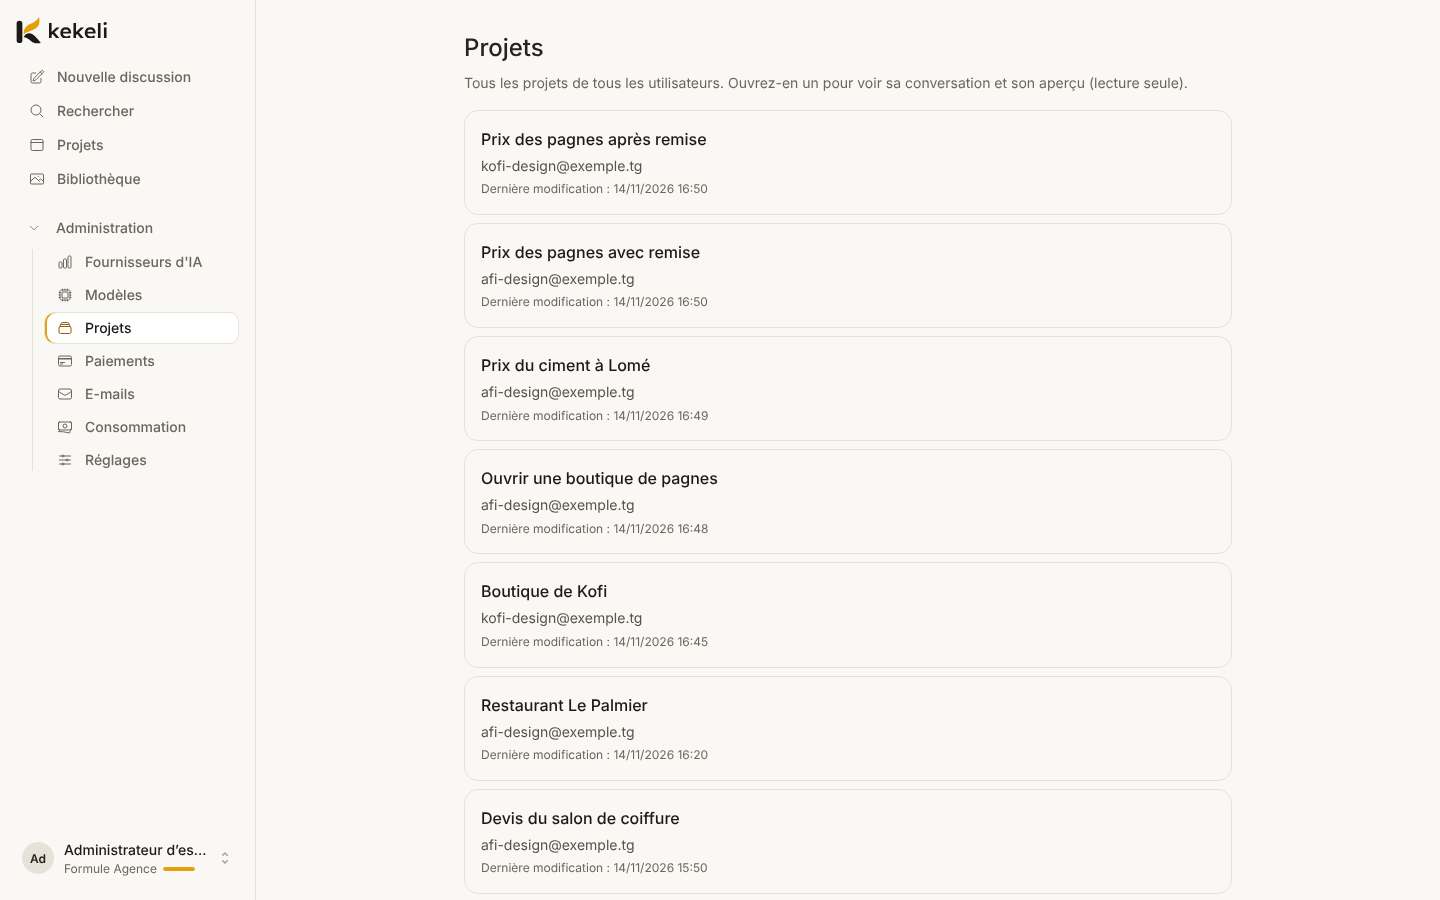 kekeli
Nouvelle discussion
Rechercher
Projets
Bibliothèque
Administration
Fournisseurs d'IA
Modèles
Projets
Paiements
E-mails
Consommation
Réglages
Ad
Administrateur d’es…
Formule Agence
Projets
Tous les projets de tous les utilisateurs. Ouvrez-en un pour voir sa conversation et son aperçu (lecture seule).
Prix des pagnes après remise
kofi-design@exemple.tg
Dernière modification : 14/11/2026 16:50
Prix des pagnes avec remise
afi-design@exemple.tg
Dernière modification : 14/11/2026 16:50
Prix du ciment à Lomé
afi-design@exemple.tg
Dernière modification : 14/11/2026 16:49
Ouvrir une boutique de pagnes
afi-design@exemple.tg
Dernière modification : 14/11/2026 16:48
Boutique de Kofi
kofi-design@exemple.tg
Dernière modification : 14/11/2026 16:45
Restaurant Le Palmier
afi-design@exemple.tg
Dernière modification : 14/11/2026 16:20
Devis du salon de coiffure
afi-design@exemple.tg
Dernière modification : 14/11/2026 15:50